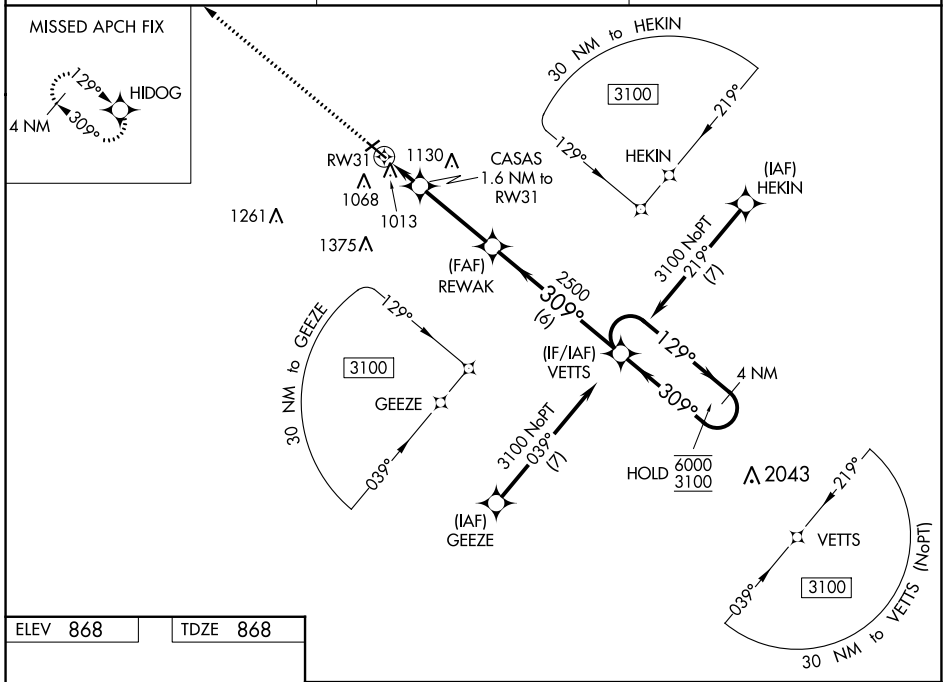 MISSED APCH FIX
129°
HIDOG
4 NM
309°
30 NM to HEKIN
3100
219°
129°
HEKIN
(IAF)
HEKIN
3100 NoPT
219°
(7)
RW31
1130
CASAS
1.6 NM to
RW31
1068
1013
1261
1375
(FAF)
REWAK
2500
309°
(6)
(IF/IAF)
VETTS
129°
4 NM
309°
HOLD
6000
3100
2043
30 NM to GEEZE
129°
3100
GEEZE
039°
3100 NoPT
039°
(7)
(IAF)
GEEZE
219°
VETTS
039°
3100
30 NM to VETTS (NoPT)
ELEV 868
TDZE 868